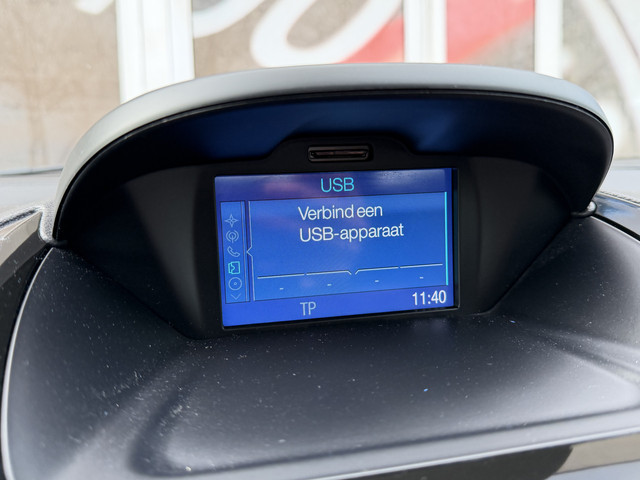 USB
Verbind een
USB-apparaat
- - - -
TP
11:40